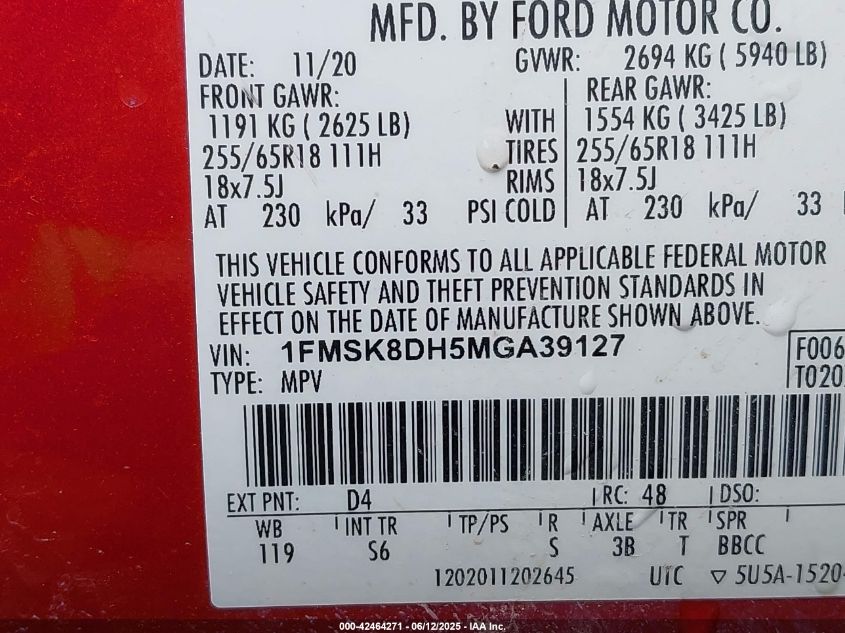 MFD. BY FORD MOTOR CO.
DATE: 11/20 GVWR: 2694 KG ( 5940 LB)
FRONT GAWR: REAR GAWR:
1191 KG ( 2625 LB) WITH 1554 KG ( 3425 LB)
255/65R18 111H TIRES 255/65R18 111H
18x7.5J RIMS 18x7.5J
AT 230 kPa/ 33 PSI COLD AT 230 kPa/ 33
THIS VEHICLE CONFORMS TO ALL APPLICABLE FEDERAL MOTOR
VEHICLE SAFETY AND THEFT PREVENTION STANDARDS IN
EFFECT ON THE DATE OF MANUFACTURE SHOWN ABOVE.
VIN: 1FMSK8DH5MGA39127 F006
TYPE: MPV T020
EXT PNT: D4 RC: 48 DSO:
WB INT TR TP/PS R AXLE TR SPR
119 S6 S 3B T BBCC
1202011202645 UTC ▽ 5U5A-1520
000-42464271 - 06/12/2025 - IAA Inc.